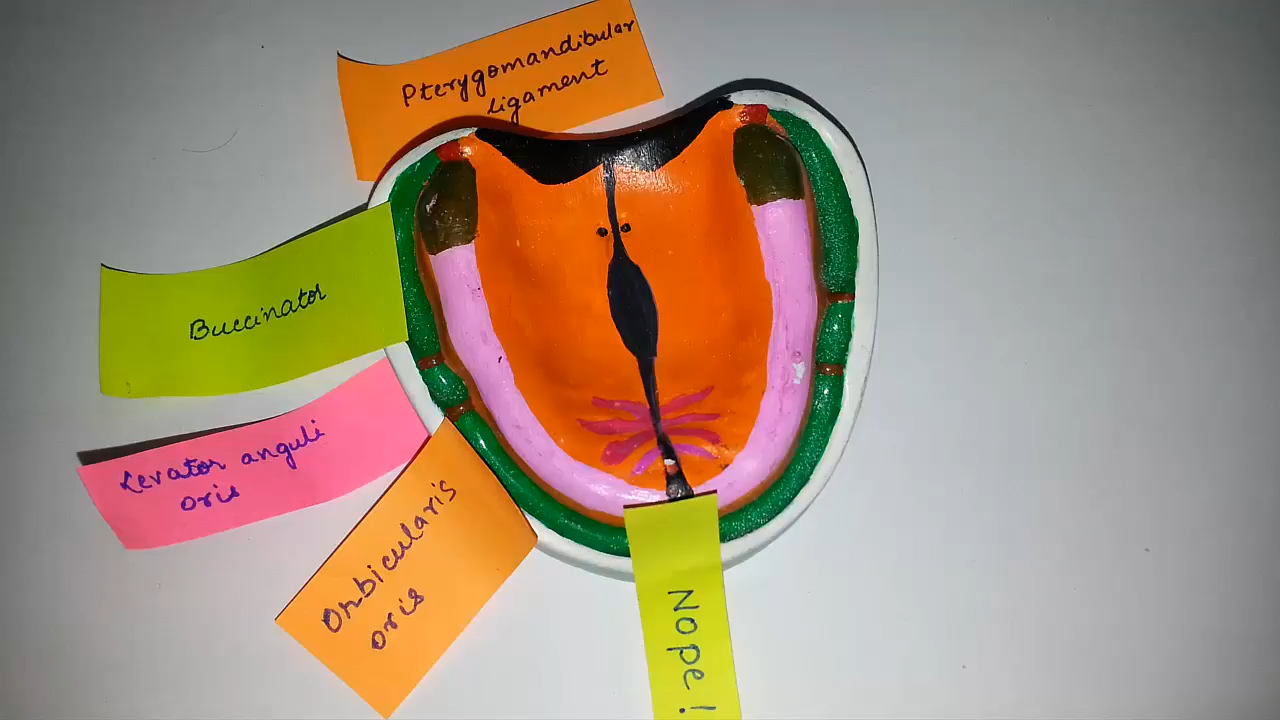 Pterygomandibular
ligament
Buccinator
Levator anguli
oris
Orbicularis
oris
Nope!